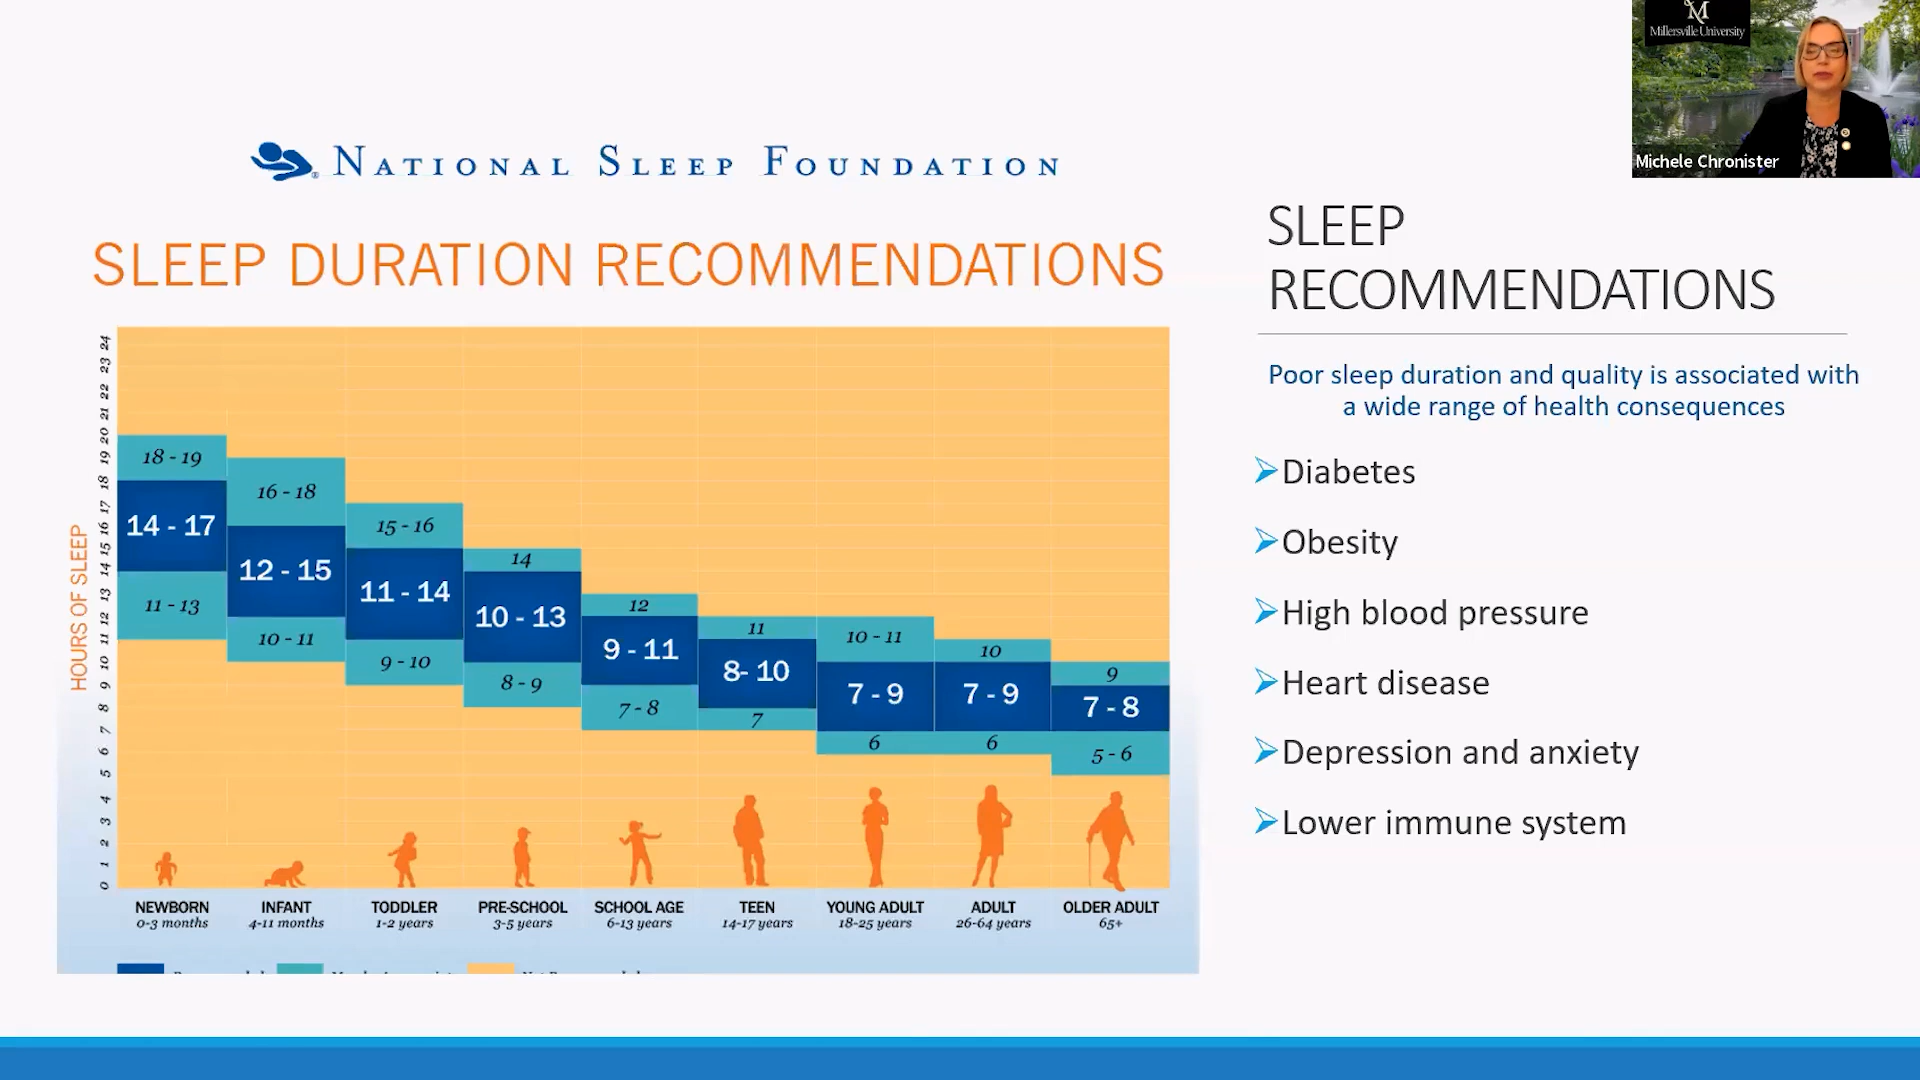 M
Millersville University
Michele Chronister
NATIONAL SLEEP FOUNDATION
SLEEP DURATION RECOMMENDATIONS
HOURS OF SLEEP
24
23
22
21
20
19
18
17
16
15
14
13
12
11
10
9
8
7
6
5
4
3
2
1
0
18 - 19
14 - 17
11 - 13
16 - 18
12 - 15
10 - 11
15 - 16
11 - 14
9 - 10
14
10 - 13
8 - 9
12
9 - 11
7 - 8
11
8- 10
7
10 - 11
7 - 9
6
10
7 - 9
6
9
7 - 8
5 - 6
NEWBORN
0-3 months
INFANT
4-11 months
TODDLER
1-2 years
PRE-SCHOOL
3-5 years
SCHOOL AGE
6-13 years
TEEN
14-17 years
YOUNG ADULT
18-25 years
ADULT
26-64 years
OLDER ADULT
65+
SLEEP
RECOMMENDATIONS
Poor sleep duration and quality is associated with
a wide range of health consequences
Diabetes
Obesity
High blood pressure
Heart disease
Depression and anxiety
Lower immune system